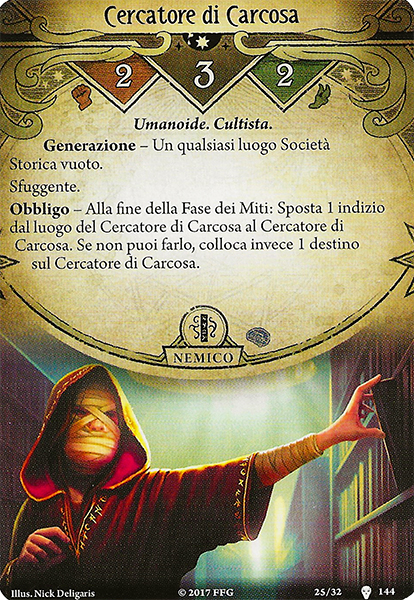 Cercatore di Carcosa
2 3 2
Umanoide. Cultista.
Generazione – Un qualsiasi luogo Società
Storica vuoto.
Sfuggente.
Obbligo – Alla fine della Fase dei Miti: Sposta 1 indizio
dal luogo del Cercatore di Carcosa al Cercatore di
Carcosa. Se non puoi farlo, colloca invece 1 destino
sul Cercatore di Carcosa.
NEMICO
Illus. Nick Deligaris © 2017 FFG 25/32 144